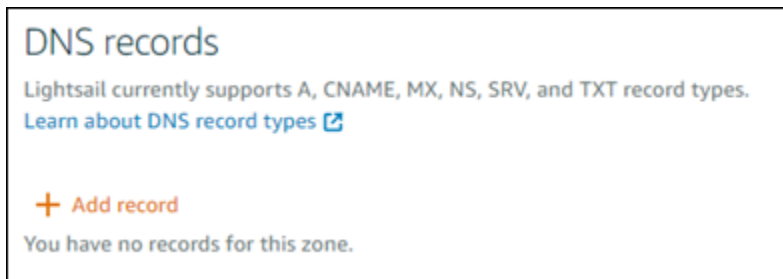 DNS records
Lightsail currently supports A, CNAME, MX, NS, SRV, and TXT record types.
Learn about DNS record types
+ Add record
You have no records for this zone.